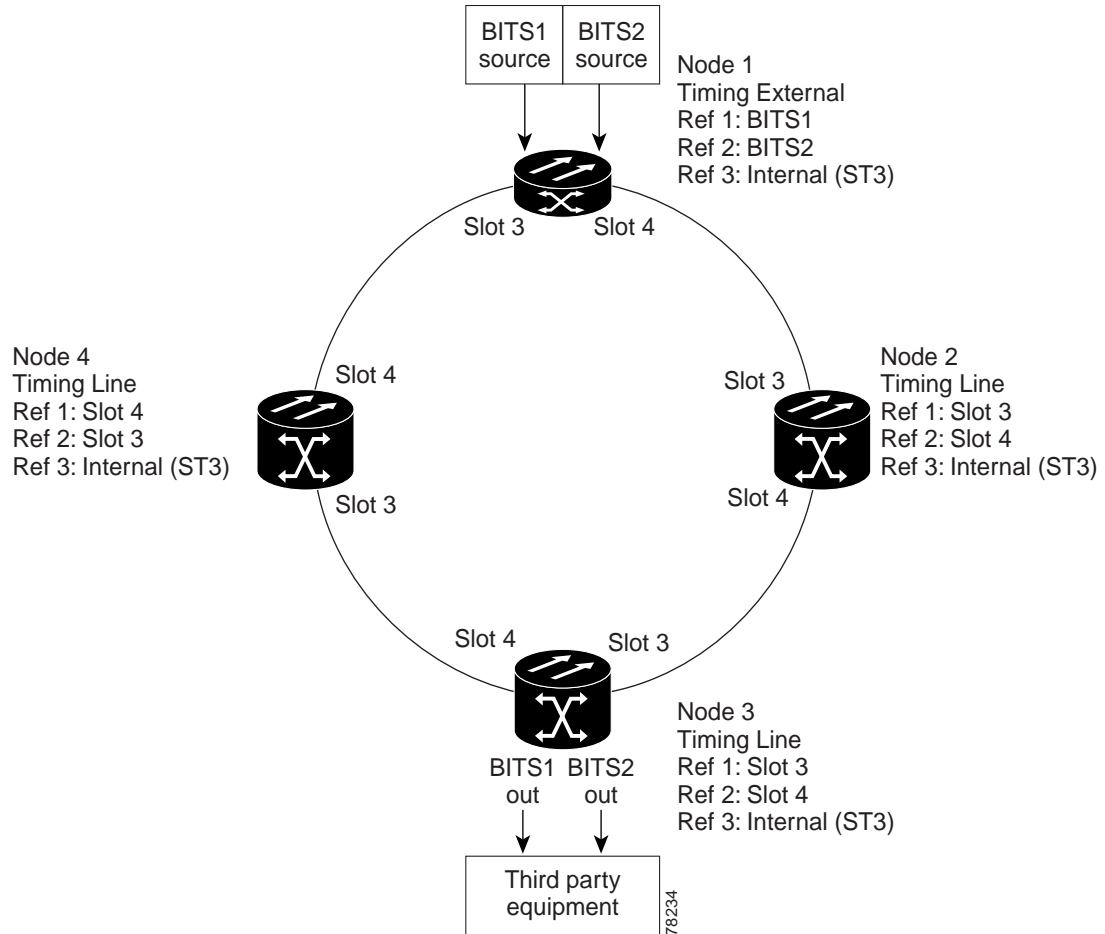 BITS1
source
BITS2
source
Node 1
Timing External
Ref 1: BITS1
Ref 2: BITS2
Ref 3: Internal (ST3)
Slot 3
Slot 4
Node 4
Timing Line
Ref 1: Slot 4
Ref 2: Slot 3
Ref 3: Internal (ST3)
Slot 4
Slot 3
Slot 3
Slot 4
Node 2
Timing Line
Ref 1: Slot 3
Ref 2: Slot 4
Ref 3: Internal (ST3)
Slot 4
Slot 3
Node 3
Timing Line
Ref 1: Slot 3
Ref 2: Slot 4
Ref 3: Internal (ST3)
BITS1
out
BITS2
out
Third party
equipment
78234